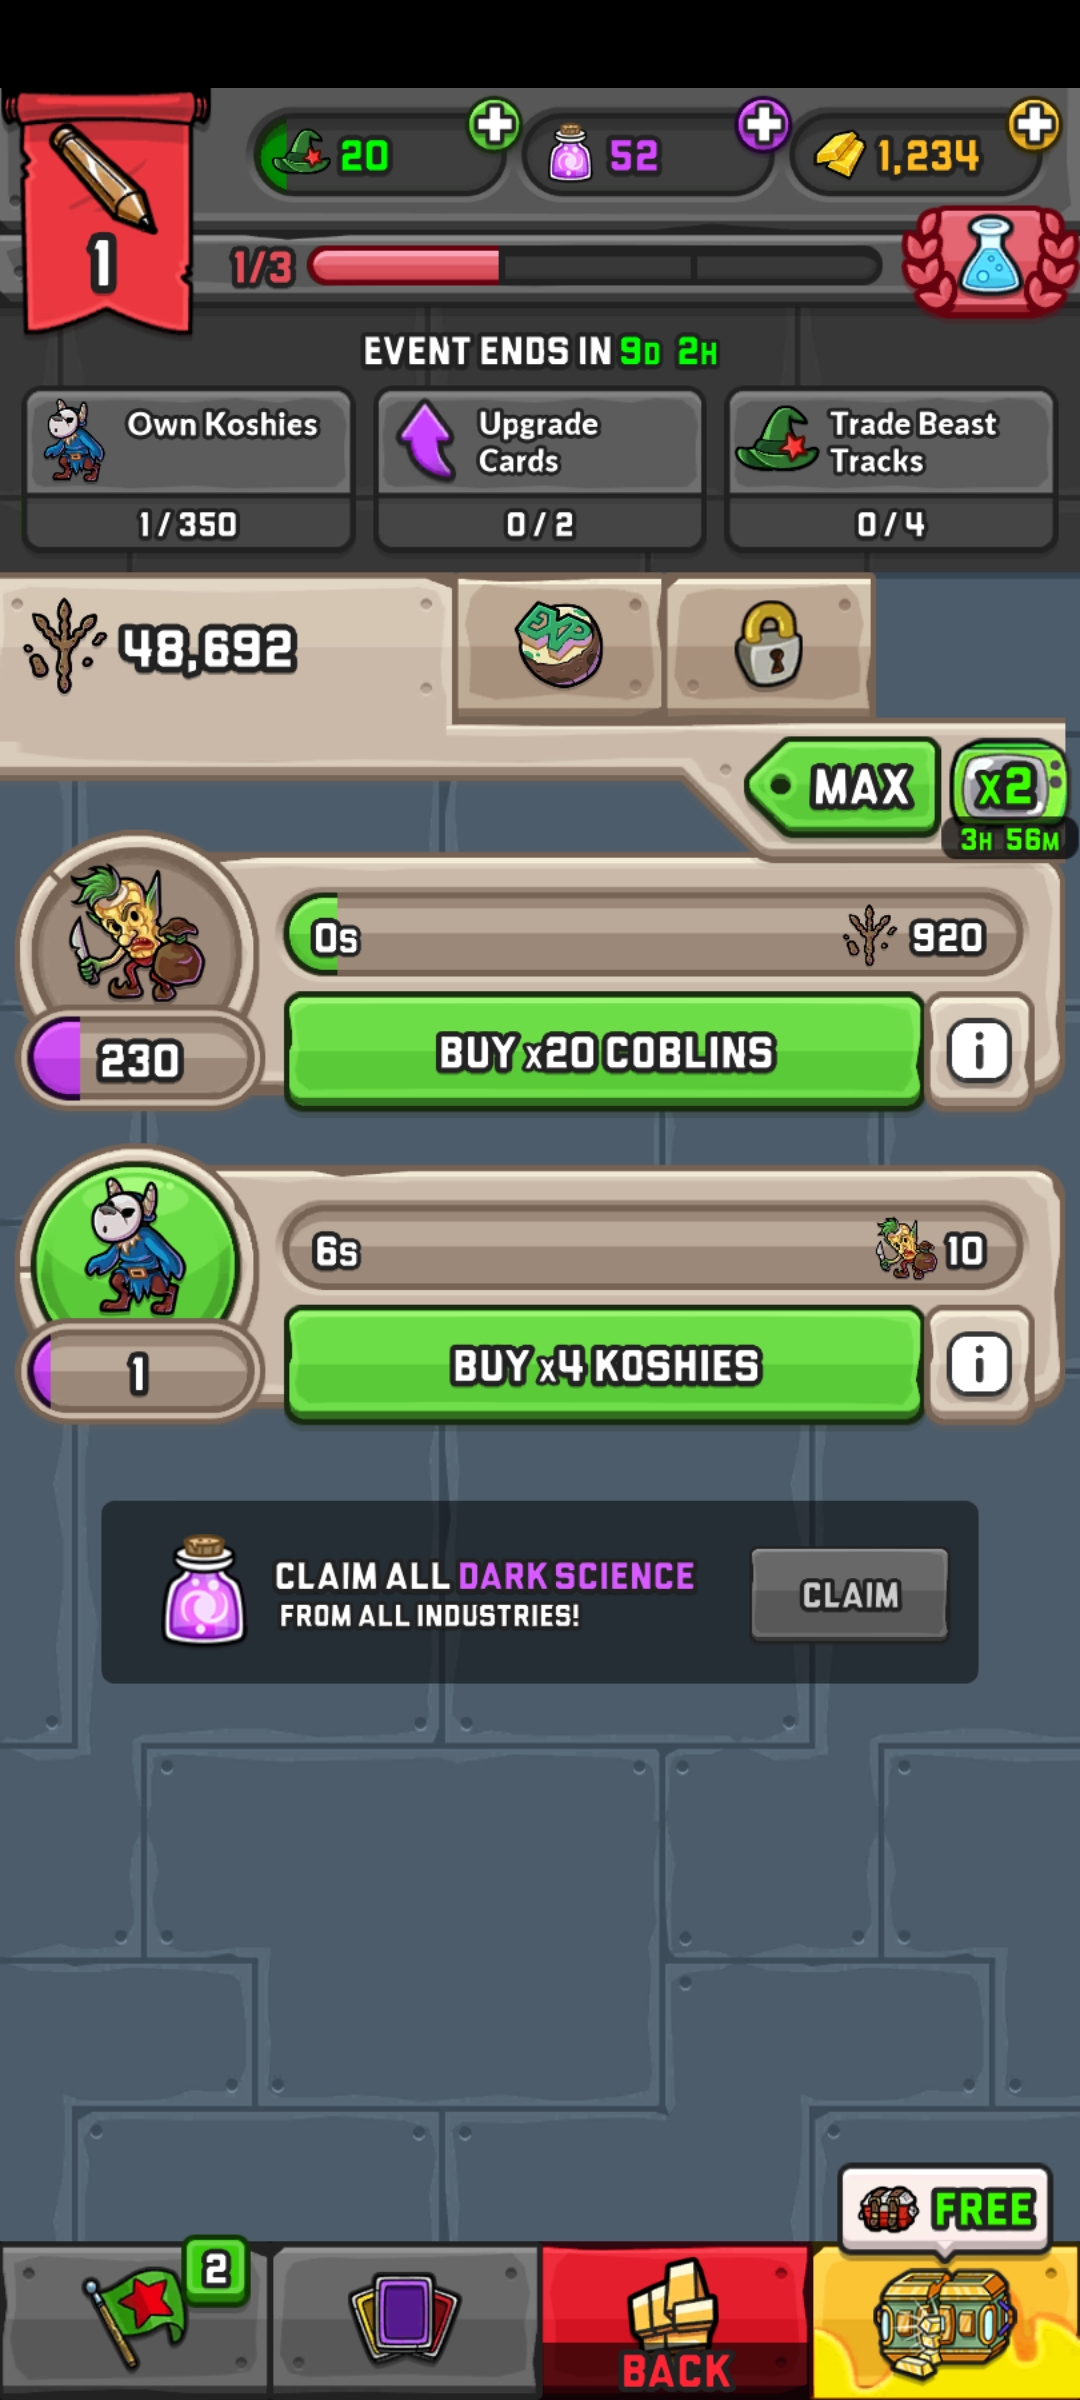 20
52
1,234
1
1/3
EVENT ENDS IN 9D 2H
Own Koshies
1/350
Upgrade
Cards
0/2
Trade Beast
Tracks
0/4
48,692
EXP
MAX
x2
3H 56M
0s
920
230
BUY x20 COBLINS
i
6s
10
1
BUY x4 KOSHIES
i
CLAIM ALL DARK SCIENCE
FROM ALL INDUSTRIES!
CLAIM
FREE
2
BACK